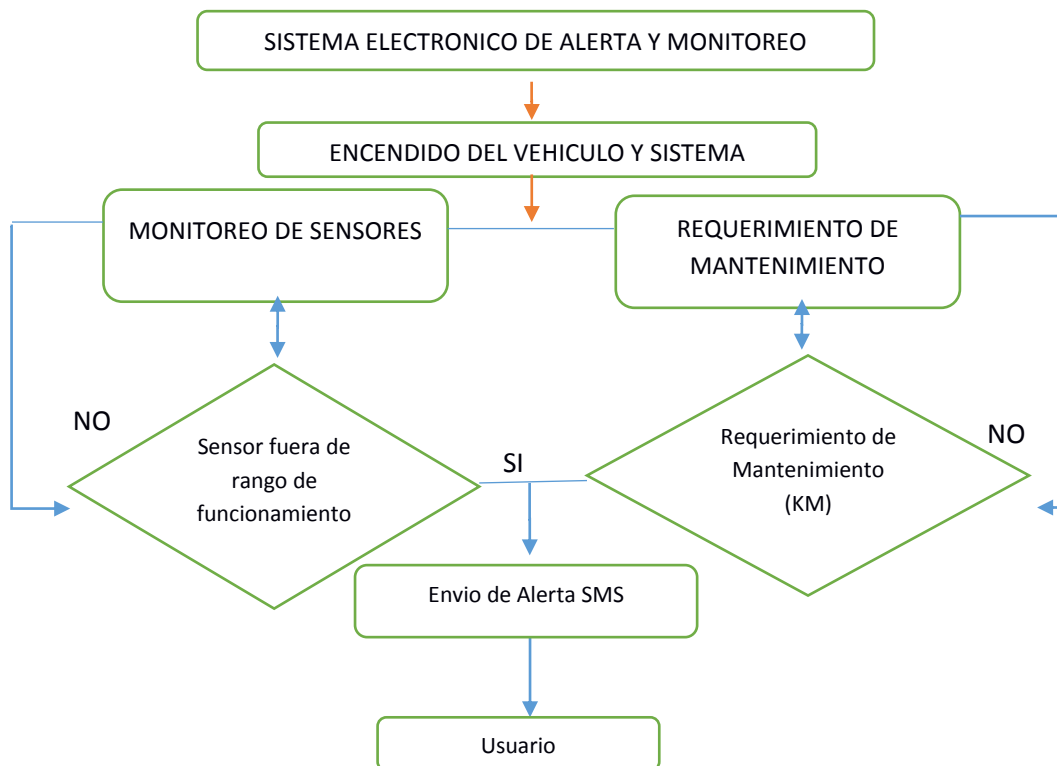 SISTEMA ELECTRONICO DE ALERTA Y MONITOREO
ENCENDIDO DEL VEHICULO Y SISTEMA
MONITOREO DE SENSORES
REQUERIMIENTO DE
MANTENIMIENTO
NO
Sensor fuera de
rango de
funcionamiento
SI
Requerimiento de
Mantenimiento
(KM)
NO
Envio de Alerta SMS
Usuario